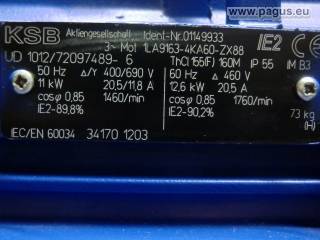 www.pagus.eu
KSB Aktiengesellschaft Ident-Nr.01149933
3~ Mot 1LA9163-4KA60-ZX88 IE2
UD 1012/72097489- 6 ThCl 155(F) 160M IP 55 IM B3
50 Hz Δ/Y 400/690 V 60 Hz Δ 460 V
11 kW 20,5/11,8 A 12,6 kW 20,5 A
cosφ 0,85 1460/min cosφ 0,85 1760/min
IE2-89,8% IE2-90,2% 73 kg
(H)
IEC/EN 60034 34170 1203